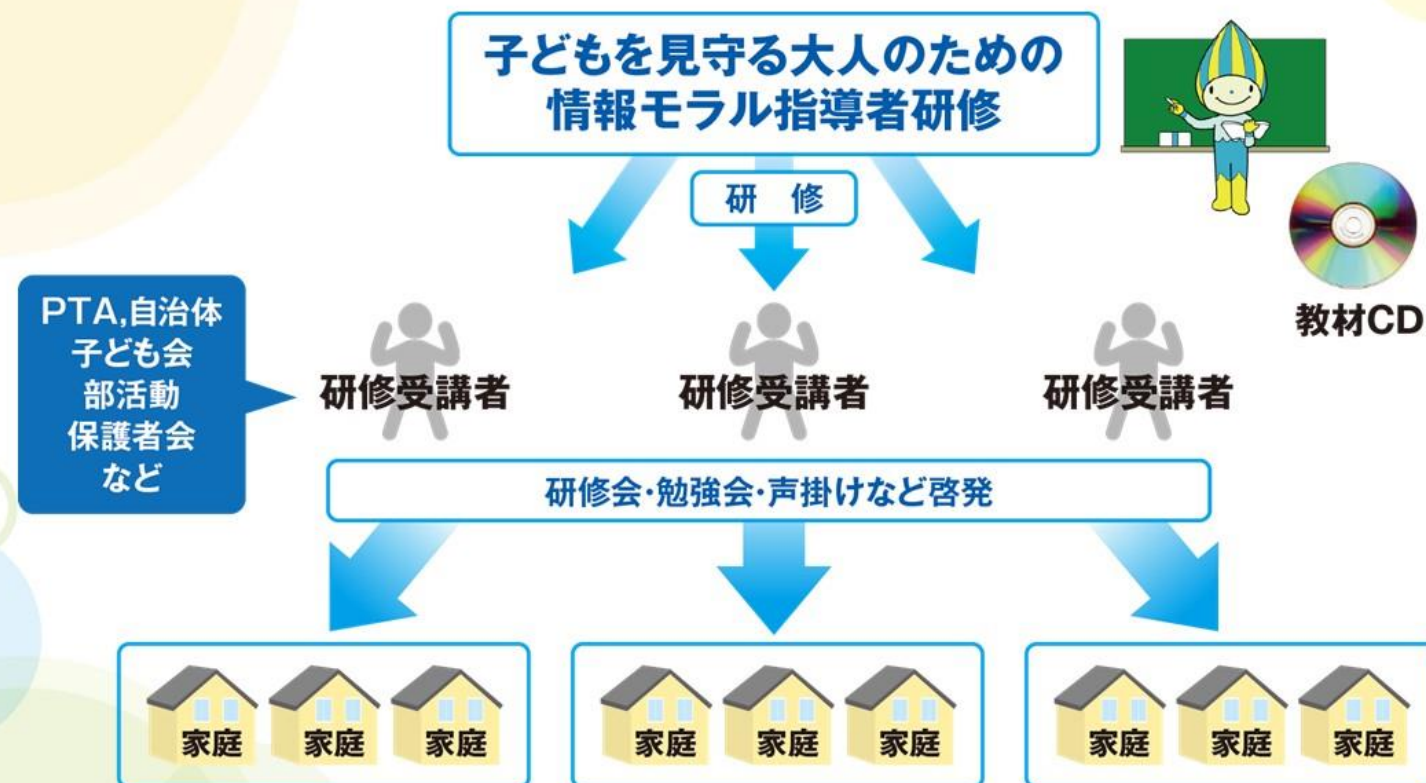 子どもを見守る大人のための
情報モラル指導者研修
研 修
教材CD
PTA,自治体
子ども会
部活動
保護者会
など
研修受講者
研修受講者
研修受講者
研修会・勉強会・声掛けなど啓発
家庭 家庭 家庭
家庭 家庭 家庭
家庭 家庭 家庭